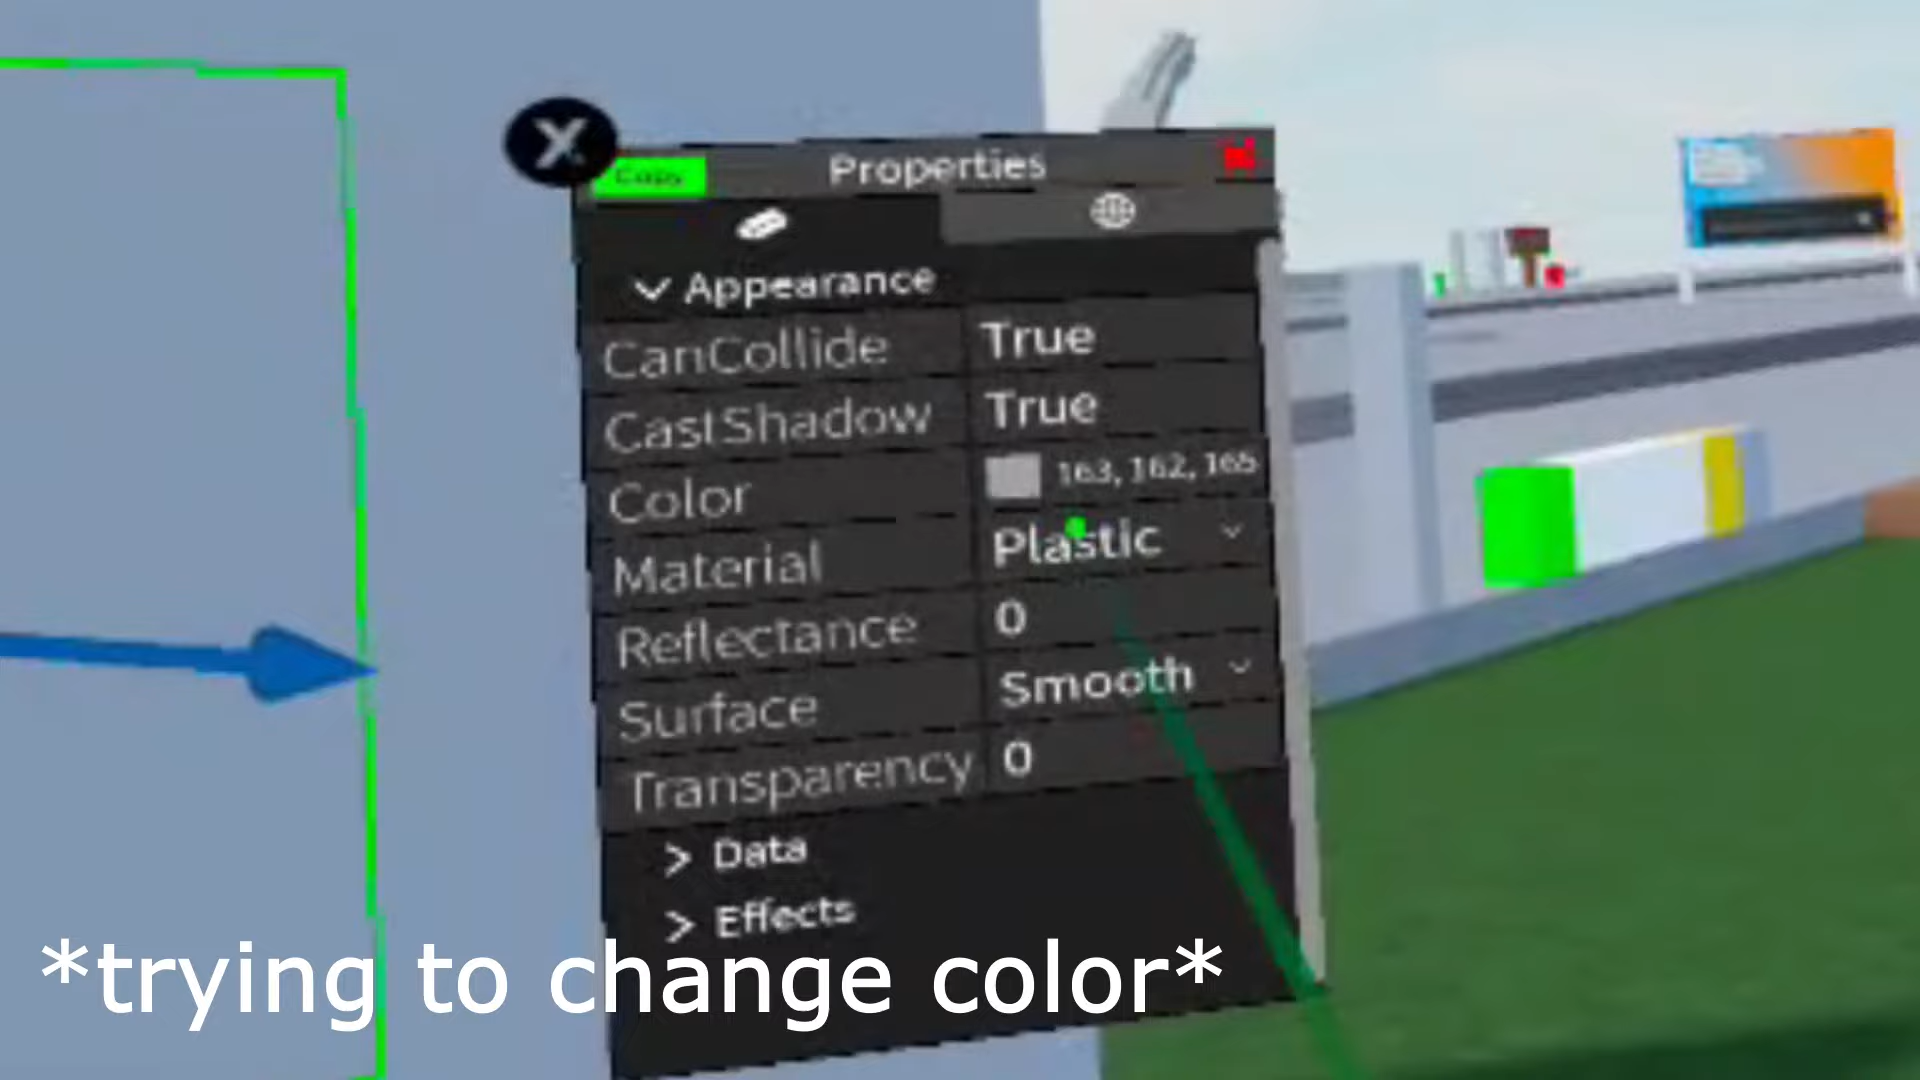 X
Copy
Properties
Appearance
CanCollide True
CastShadow True
Color 163, 162, 165
Material Plastic
Reflectance 0
Surface Smooth
Transparency 0
> Data
> Effects
*trying to change color*